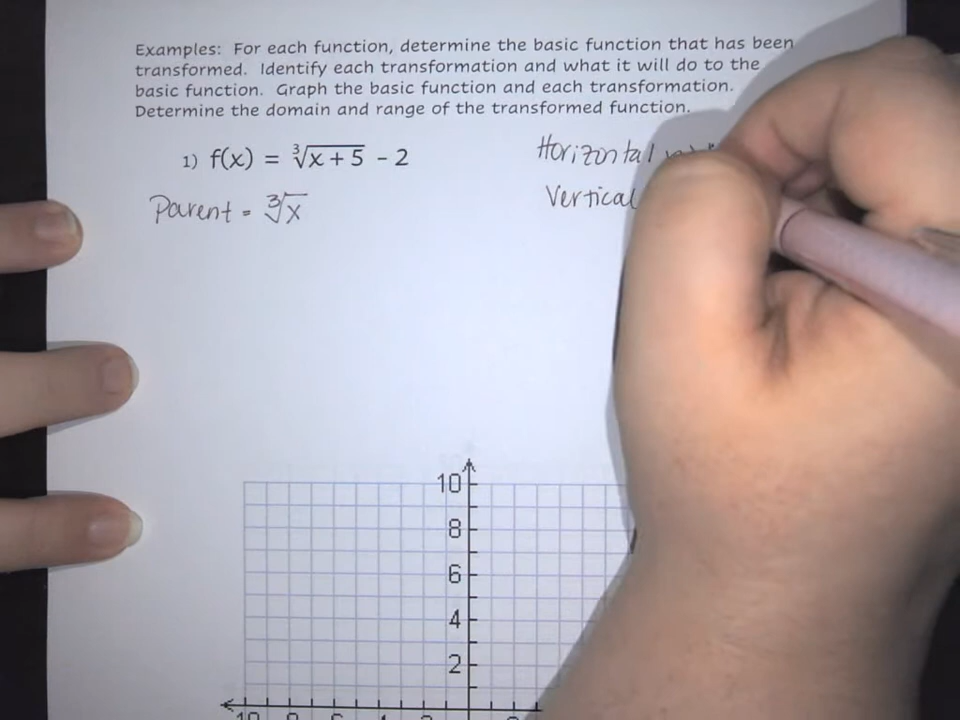 Examples: For each function, determine the basic function that has been
transformed. Identify each transformation and what it will do to the
basic function. Graph the basic function and each transformation.
Determine the domain and range of the transformed function.
1) f(x) = ∛(x + 5) - 2
Horizontal
Parent = ∛x
Vertical
10
8
6
4
2